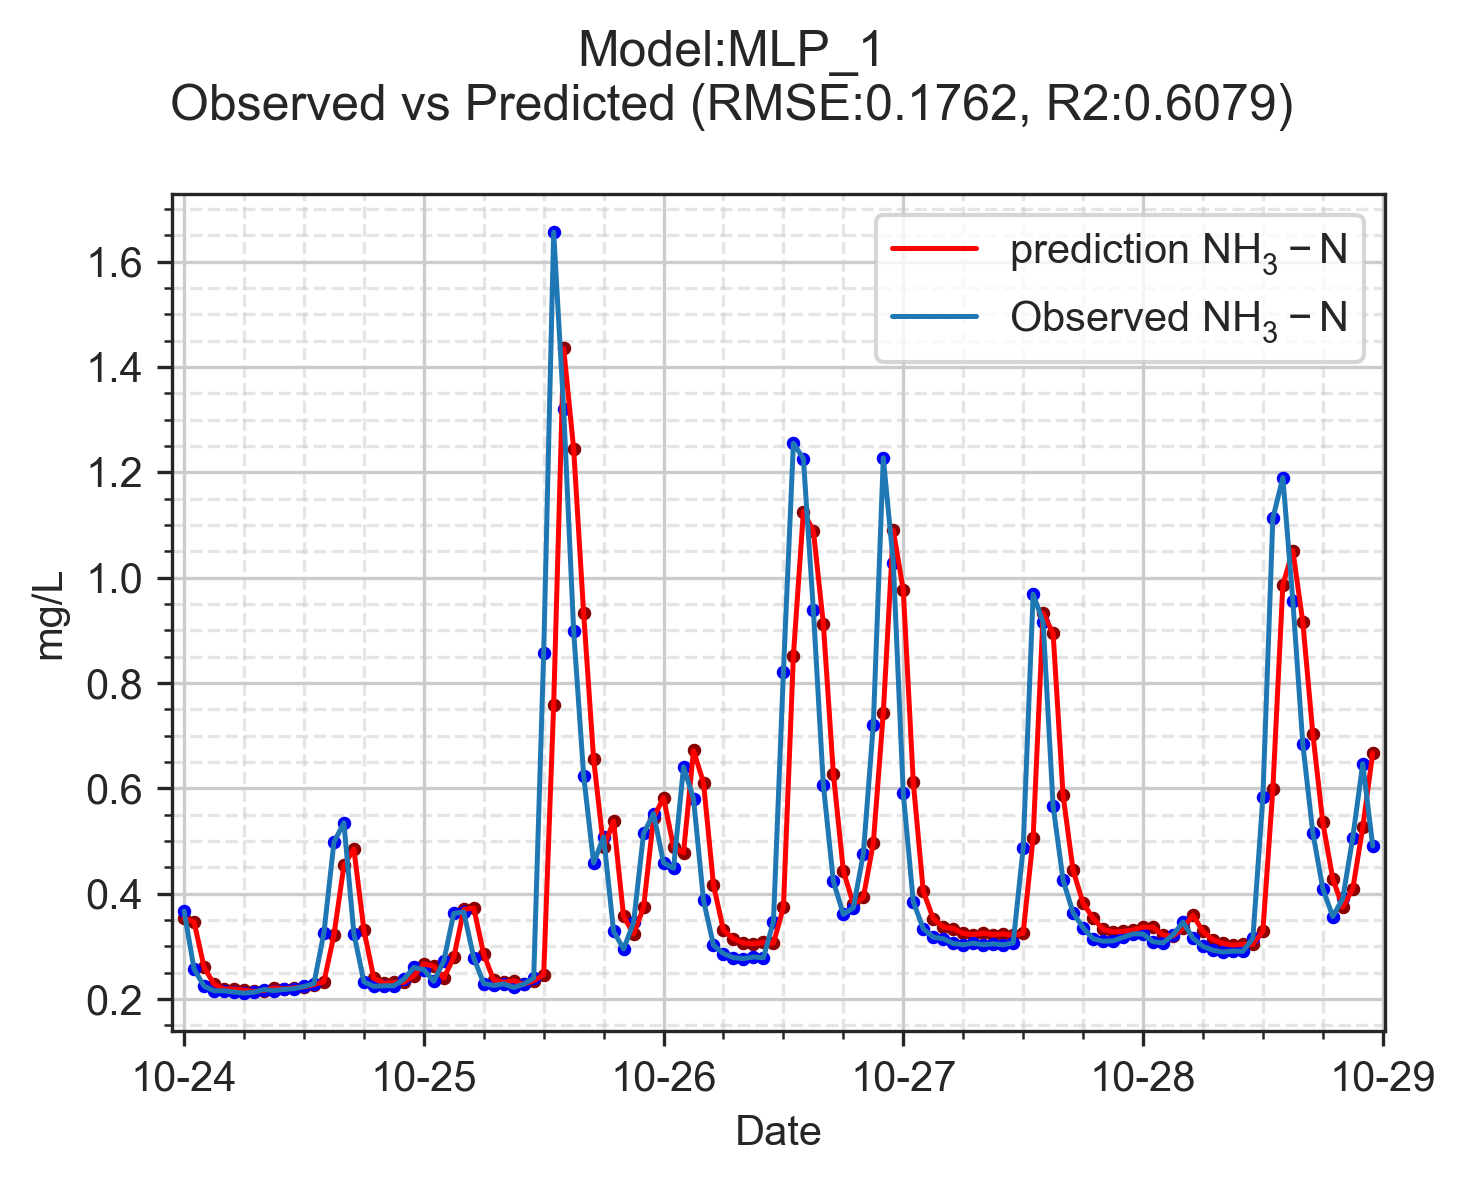 Model:MLP_1
Observed vs Predicted (RMSE:0.1762, R2:0.6079)
prediction NH₃ − N
Observed NH₃ − N
1.6
1.4
1.2
1.0
0.8
0.6
0.4
0.2
mg/L
10-24 10-25 10-26 10-27 10-28 10-29
Date